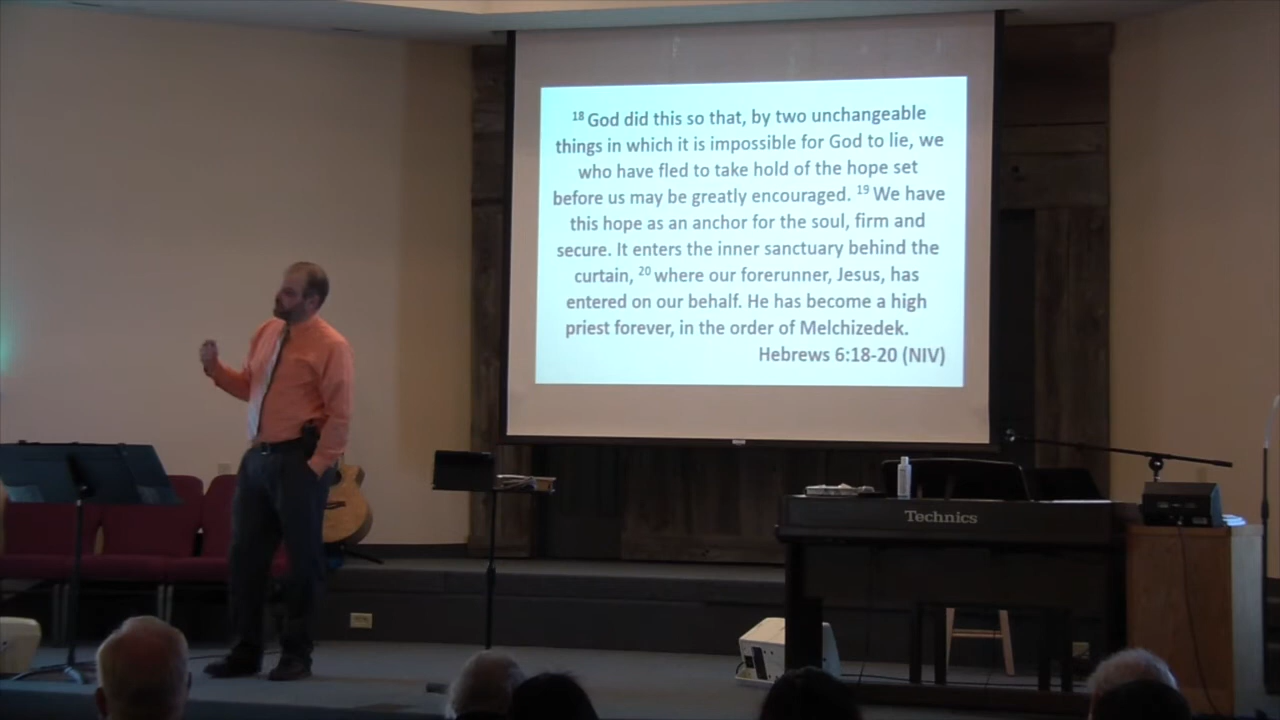 18 God did this so that, by two unchangeable
things in which it is impossible for God to lie, we
who have fled to take hold of the hope set
before us may be greatly encouraged. 19 We have
this hope as an anchor for the soul, firm and
secure. It enters the inner sanctuary behind the
curtain, 20 where our forerunner, Jesus, has
entered on our behalf. He has become a high
priest forever, in the order of Melchizedek.
Hebrews 6:18-20 (NIV)
Technics